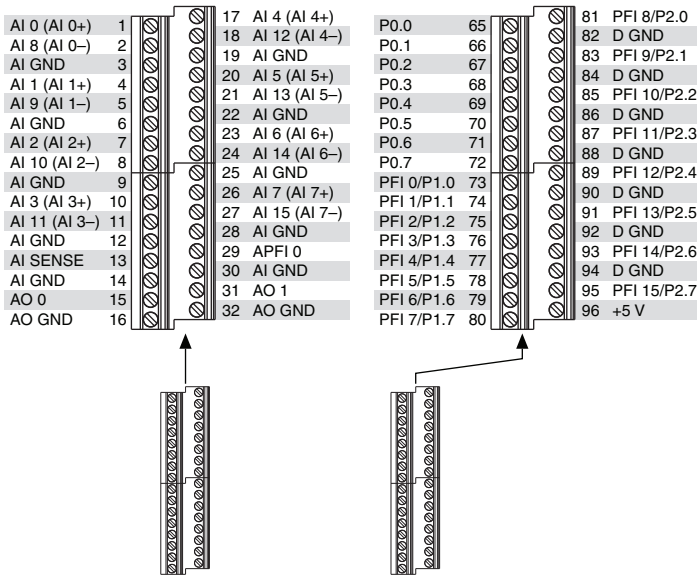 AI 0 (AI 0+) 1
AI 8 (AI 0–) 2
AI GND 3
AI 1 (AI 1+) 4
AI 9 (AI 1–) 5
AI GND 6
AI 2 (AI 2+) 7
AI 10 (AI 2–) 8
AI GND 9
AI 3 (AI 3+) 10
AI 11 (AI 3–) 11
AI GND 12
AI SENSE 13
AI GND 14
AO 0 15
AO GND 16
17 AI 4 (AI 4+)
18 AI 12 (AI 4–)
19 AI GND
20 AI 5 (AI 5+)
21 AI 13 (AI 5–)
22 AI GND
23 AI 6 (AI 6+)
24 AI 14 (AI 6–)
25 AI GND
26 AI 7 (AI 7+)
27 AI 15 (AI 7–)
28 AI GND
29 APFI 0
30 AI GND
31 AO 1
32 AO GND
P0.0 65
P0.1 66
P0.2 67
P0.3 68
P0.4 69
P0.5 70
P0.6 71
P0.7 72
PFI 0/P1.0 73
PFI 1/P1.1 74
PFI 2/P1.2 75
PFI 3/P1.3 76
PFI 4/P1.4 77
PFI 5/P1.5 78
PFI 6/P1.6 79
PFI 7/P1.7 80
81 PFI 8/P2.0
82 D GND
83 PFI 9/P2.1
84 D GND
85 PFI 10/P2.2
86 D GND
87 PFI 11/P2.3
88 D GND
89 PFI 12/P2.4
90 D GND
91 PFI 13/P2.5
92 D GND
93 PFI 14/P2.6
94 D GND
95 PFI 15/P2.7
96 +5 V